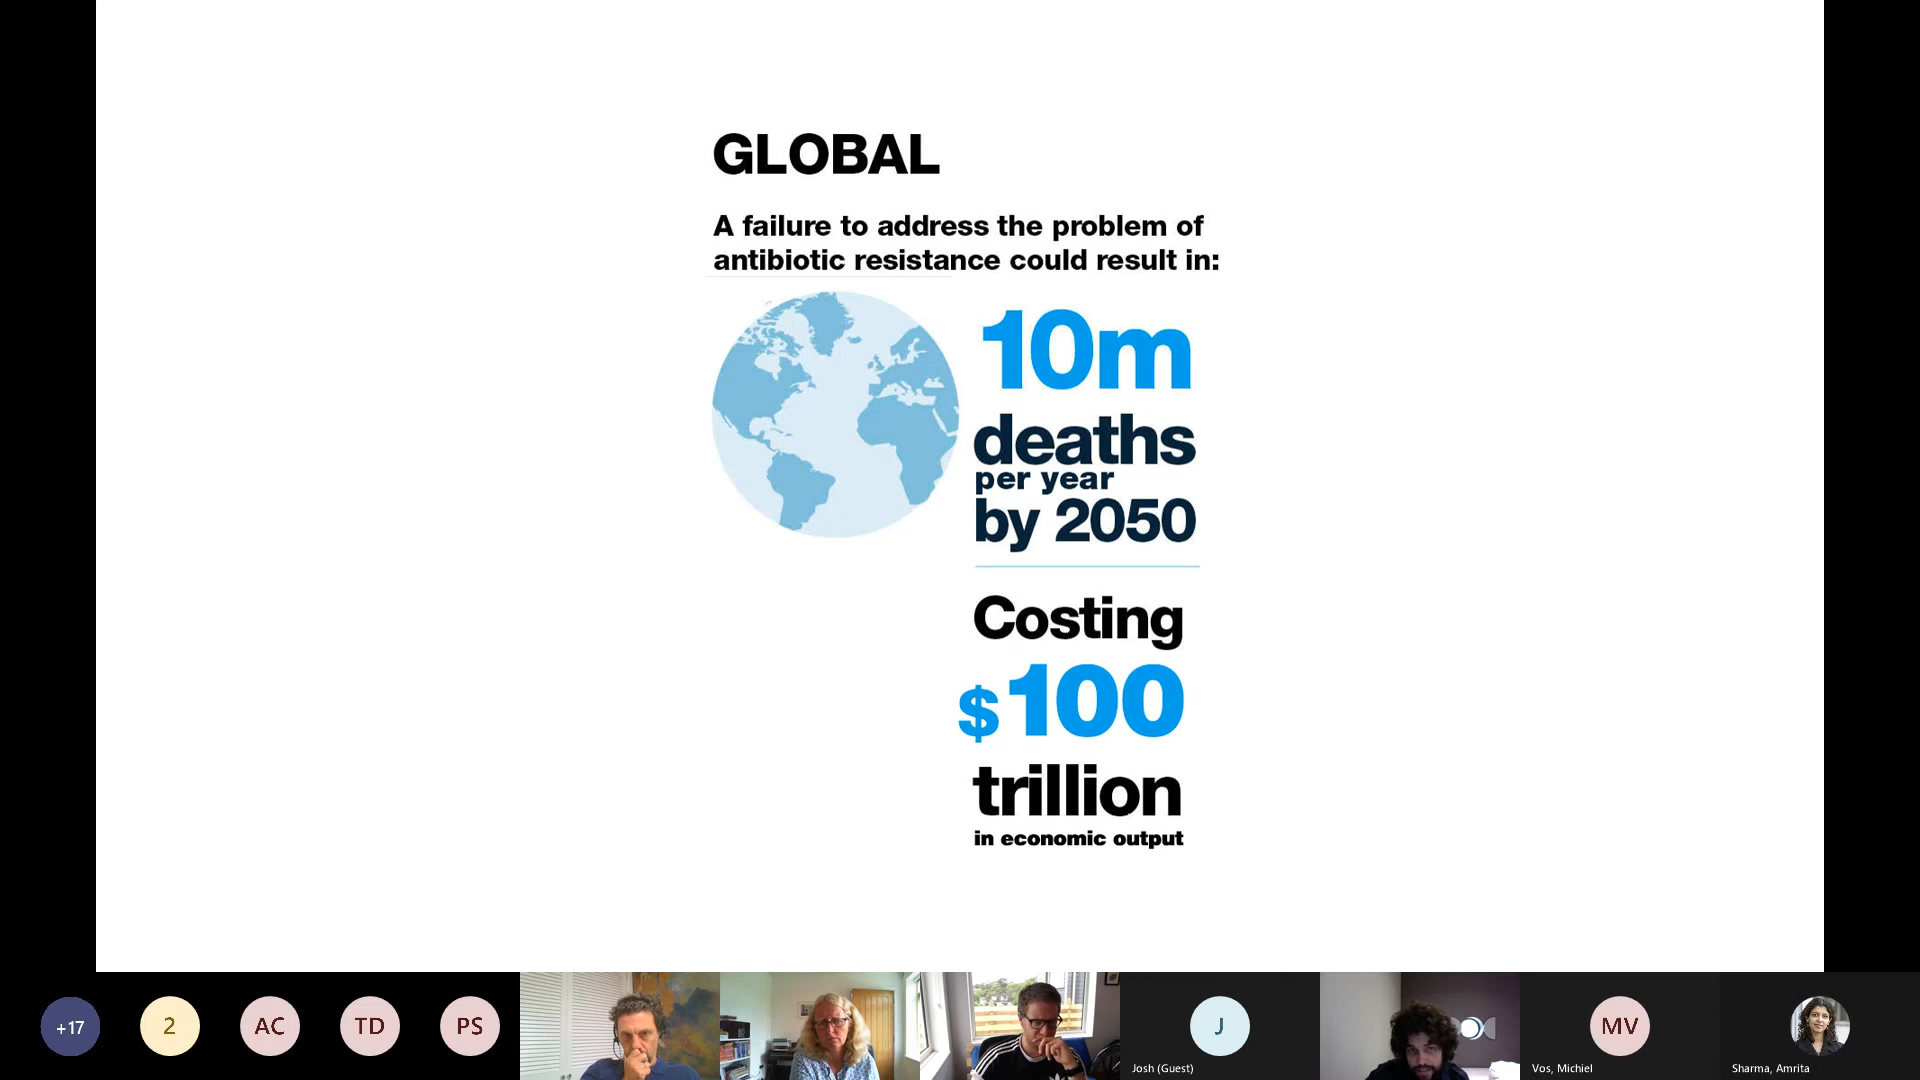 GLOBAL
A failure to address the problem of
antibiotic resistance could result in:
10m
deaths
per year
by 2050
Costing
$100
trillion
in economic output
+17
2
AC
TD
PS
J
Josh (Guest)
MV
Vos, Michiel
Sharma, Amrita